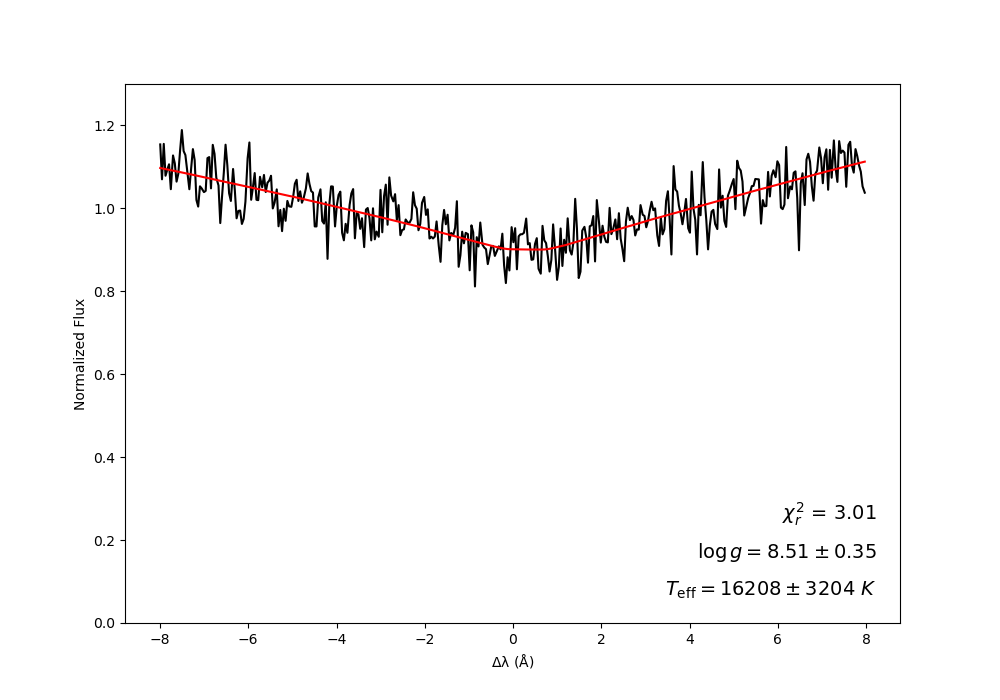 1.2
1.0
0.8
0.6
0.4
0.2
0.0
Normalized Flux
χ²ᵣ = 3.01
log g = 8.51 ± 0.35
T_eff = 16208 ± 3204 K
−8 −6 −4 −2 0 2 4 6 8
Δλ (Å)